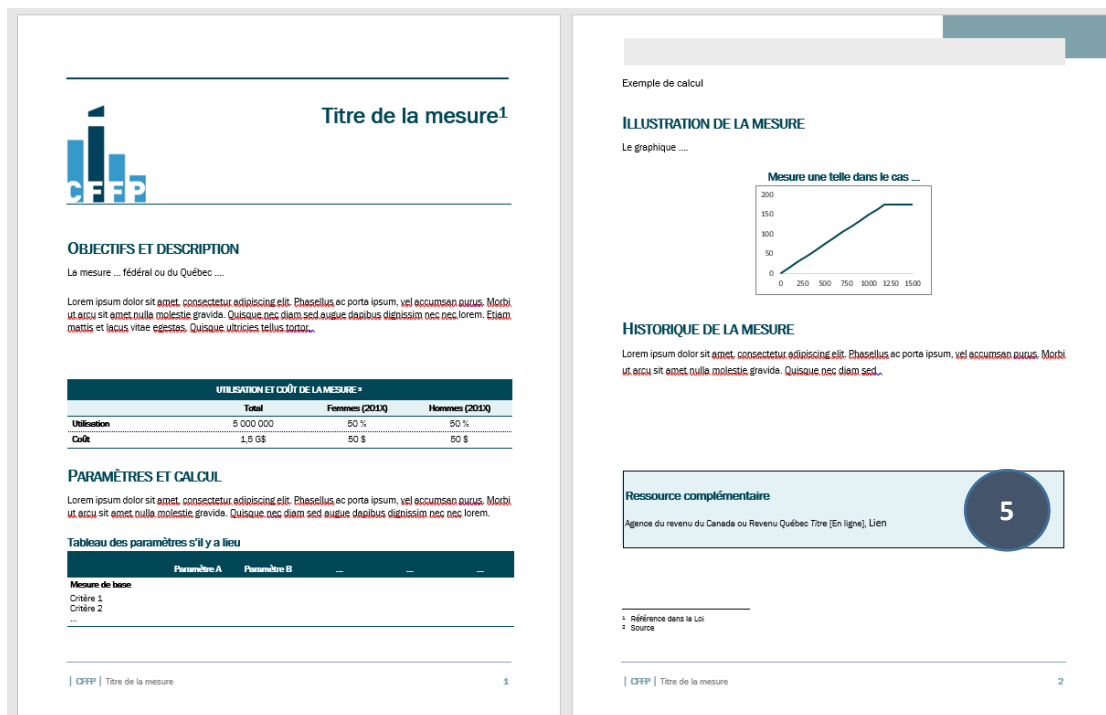 Titre de la mesure¹
CFFP
OBJECTIFS ET DESCRIPTION
La mesure ... fédéral ou du Québec ....
Lorem ipsum dolor sit amet, consectetur adipiscing elit. Phasellus ac porta ipsum, vel accumsan purus. Morbi
ut arcu sit amet nulla molestie gravida. Quisque nec diam sed augue dapibus dignissim nec nec lorem. Etiam
mattis et lacus vitae egestas. Quisque ultricies tellus tortor...
UTILISATION ET COÛT DE LA MESURE ²
Total Femmes (201X) Hommes (201X)
Utilisation 5 000 000 50 % 50 %
Coût 1,5 G$ 50 $ 50 $
PARAMÈTRES ET CALCUL
Lorem ipsum dolor sit amet, consectetur adipiscing elit. Phasellus ac porta ipsum, vel accumsan purus. Morbi
ut arcu sit amet nulla molestie gravida. Quisque nec diam sed augue dapibus dignissim nec nec lorem.
Tableau des paramètres s'il y a lieu
Paramètre A Paramètre B ... ... ...
Mesure de base
Critère 1
Critère 2
...
| CFFP | Titre de la mesure 1
Exemple de calcul
ILLUSTRATION DE LA MESURE
Le graphique ....
Mesure une telle dans le cas ...
200
150
100
50
0
0 250 500 750 1000 1250 1500
HISTORIQUE DE LA MESURE
Lorem ipsum dolor sit amet, consectetur adipiscing elit. Phasellus ac porta ipsum, vel accumsan purus. Morbi
ut arcu sit amet nulla molestie gravida. Quisque nec diam sed...
Ressource complémentaire
5
Agence du revenu du Canada ou Revenu Québec Titre [En ligne], Lien
¹ Référence dans la Loi
² Source
| CFFP | Titre de la mesure 2